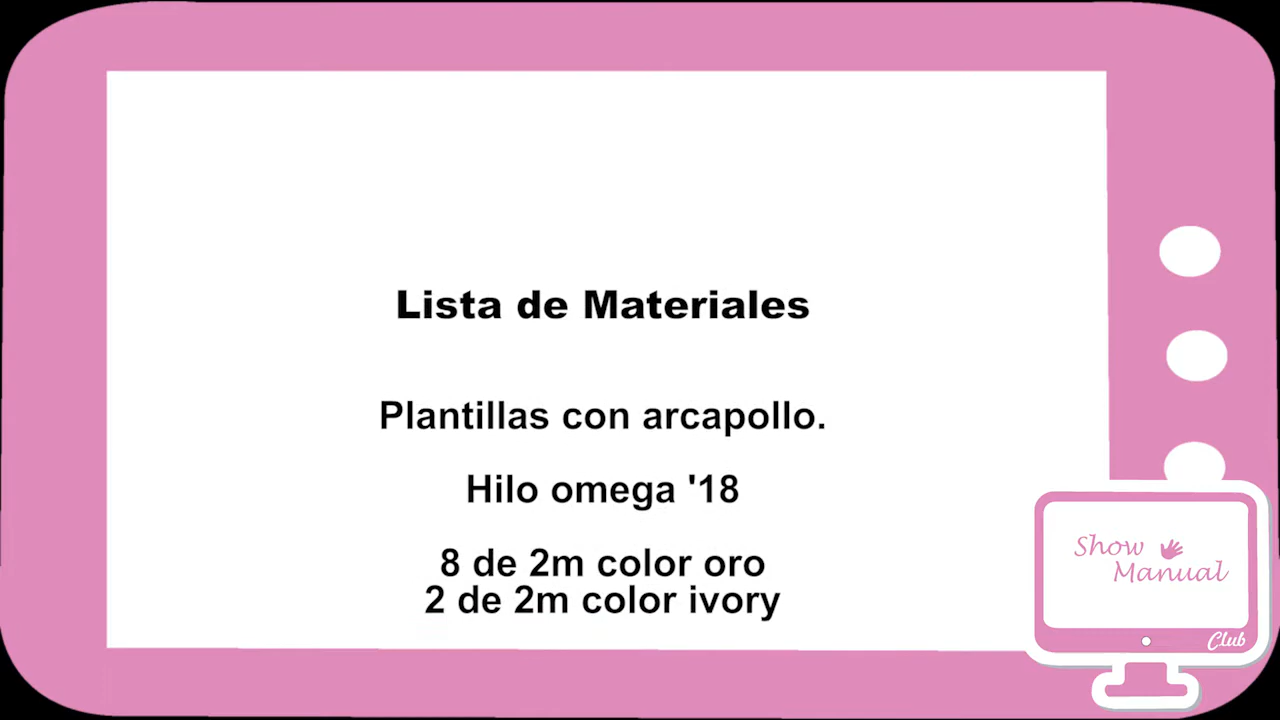 Lista de Materiales
Plantillas con arcapollo.
Hilo omega '18
8 de 2m color oro
2 de 2m color ivory
Show
Manual
Club